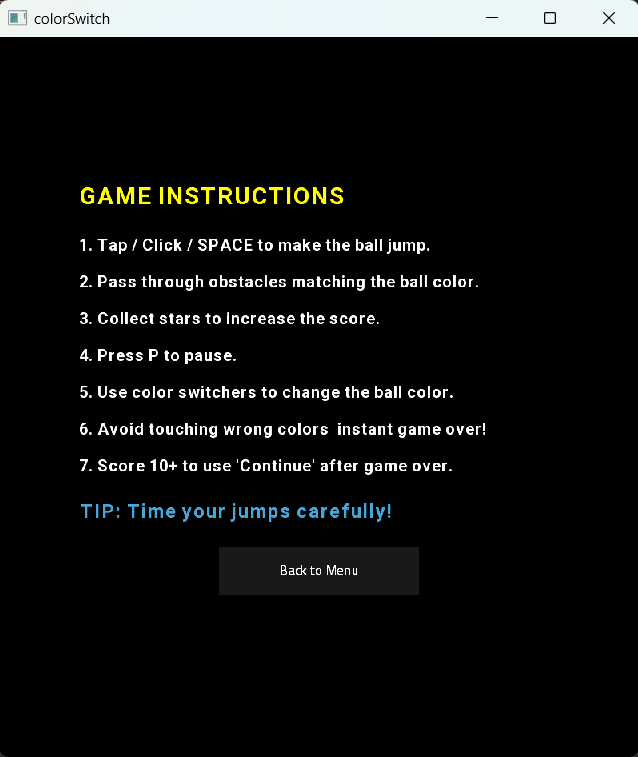 colorSwitch
GAME INSTRUCTIONS
1. Tap / Click / SPACE to make the ball jump.
2. Pass through obstacles matching the ball color.
3. Collect stars to increase the score.
4. Press P to pause.
5. Use color switchers to change the ball color.
6. Avoid touching wrong colors  instant game over!
7. Score 10+ to use 'Continue' after game over.
TIP: Time your jumps carefully!
Back to Menu